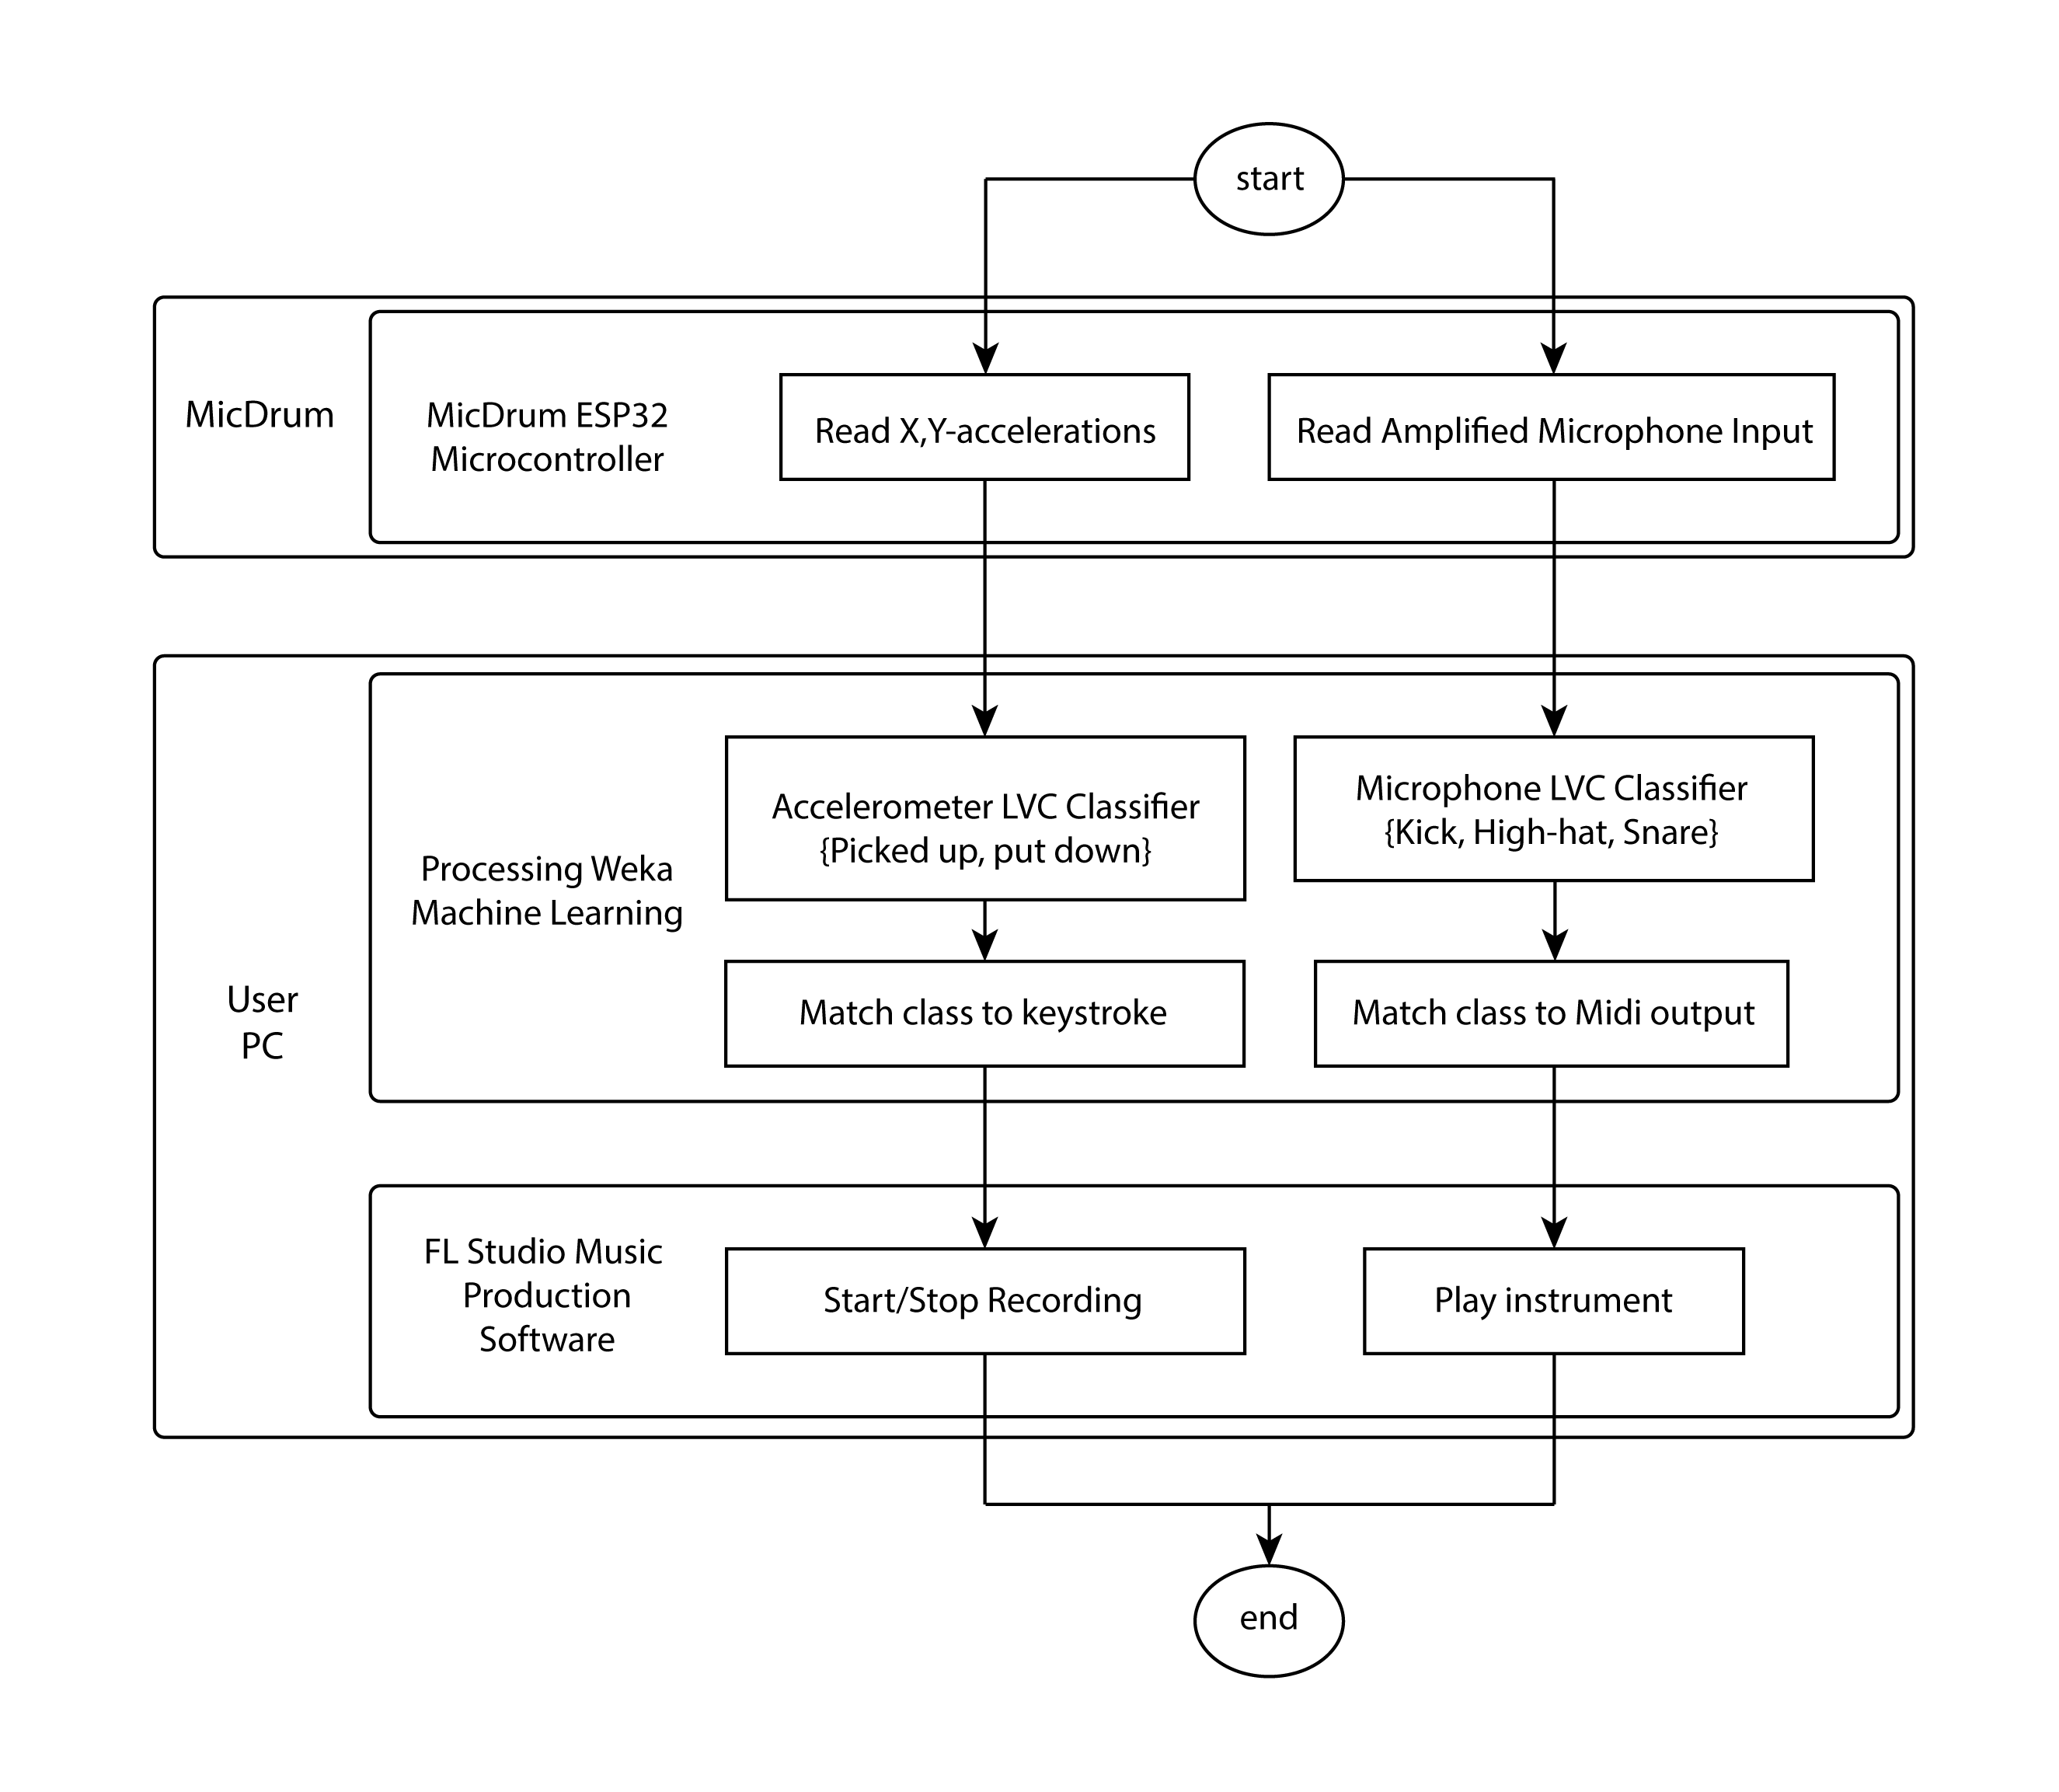 start
MicDrum
MicDrum ESP32
Microcontroller
Read X,Y-accelerations
Read Amplified Microphone Input
User
PC
Processing Weka
Machine Learning
Accelerometer LVC Classifier
{Picked up, put down}
Microphone LVC Classifier
{Kick, High-hat, Snare}
Match class to keystroke
Match class to Midi output
FL Studio Music
Production
Software
Start/Stop Recording
Play instrument
end